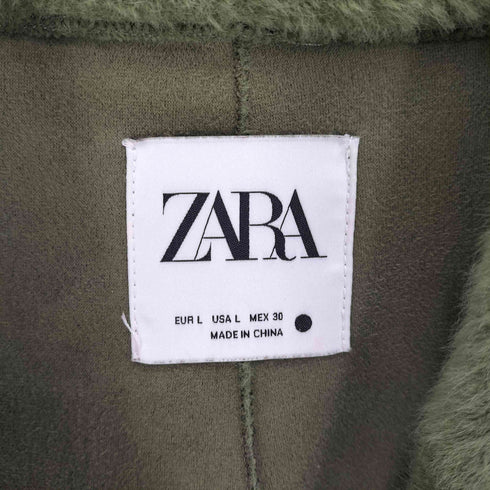 ZARA
EUR L USA L MEX 30
MADE IN CHINA